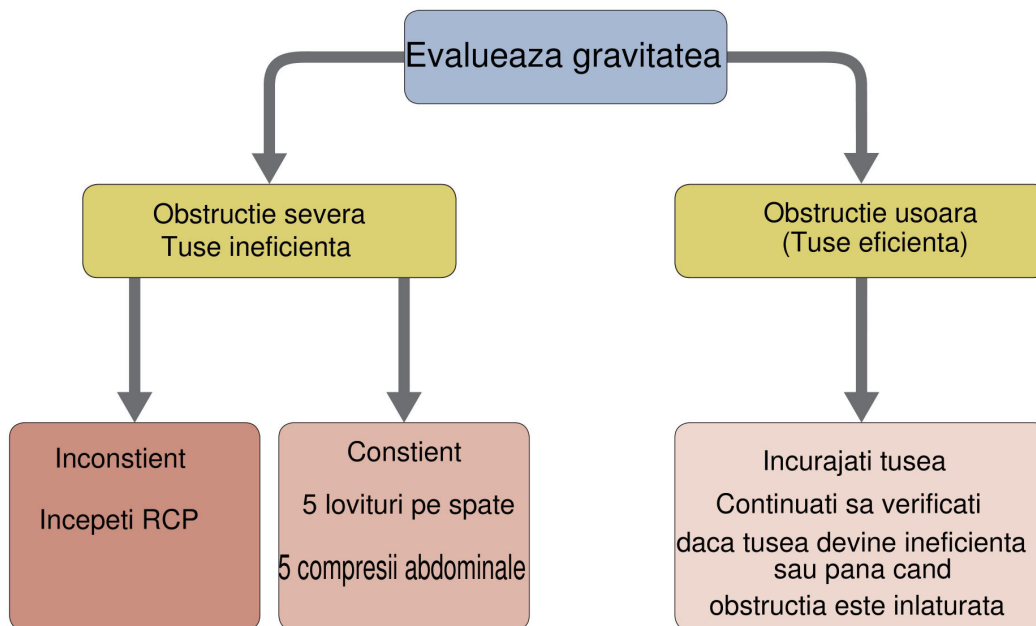 Evalueaza gravitatea
Obstructie severa
Tuse ineficienta
Obstructie usoara
(Tuse eficienta)
Inconstient
Incepeti RCP
Constient
5 lovituri pe spate
5 compresii abdominale
Incurajati tusea
Continuati sa verificati
daca tusea devine ineficienta
sau pana cand
obstructia este inlaturata